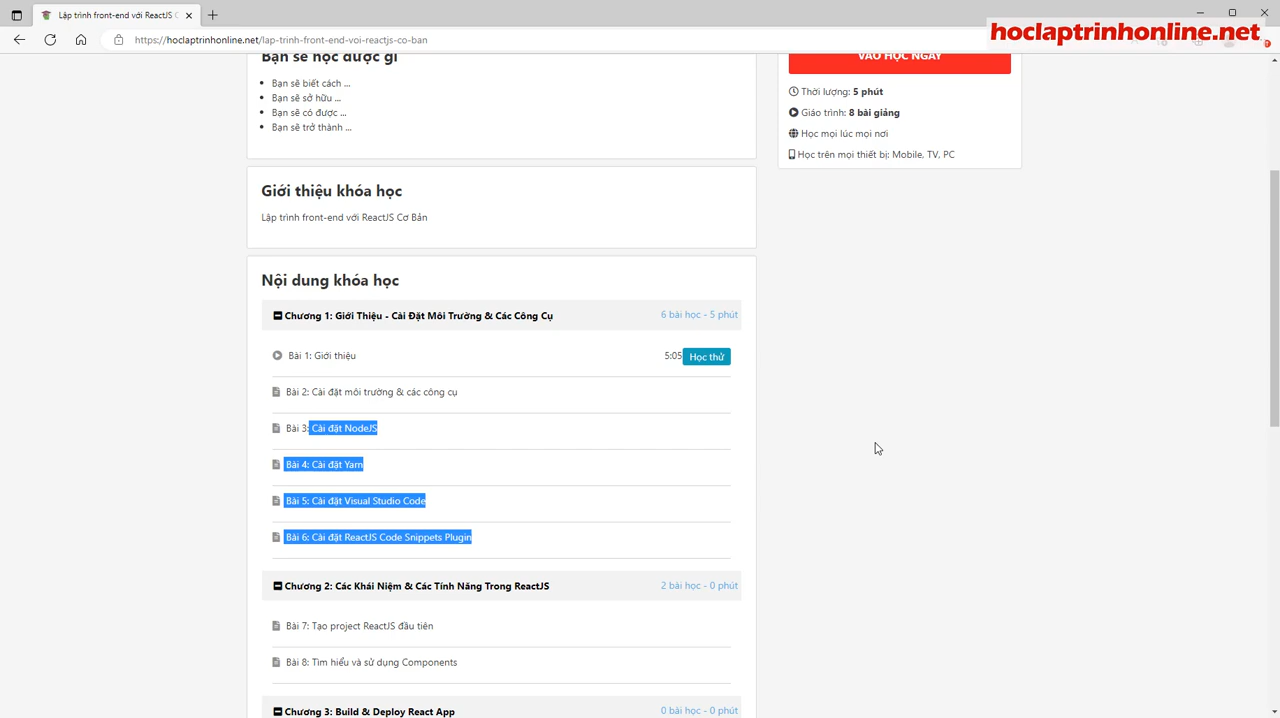 Lập trình front-end với ReactJS C
hoclaptrinhonline.net
https://hoclaptrinhonline.net/lap-trinh-front-end-voi-reactjs-co-ban
Bạn sẽ học được gì
Bạn sẽ biết cách ...
Bạn sẽ sở hữu ...
Bạn sẽ có được ...
Bạn sẽ trở thành ...
VÀO HỌC NGAY
Thời lượng: 5 phút
Giáo trình: 8 bài giảng
Học mọi lúc mọi nơi
Học trên mọi thiết bị: Mobile, TV, PC
Giới thiệu khóa học
Lập trình front-end với ReactJS Cơ Bản
Nội dung khóa học
Chương 1: Giới Thiệu - Cài Đặt Môi Trường & Các Công Cụ 6 bài học - 5 phút
Bài 1: Giới thiệu 5:05 Học thử
Bài 2: Cài đặt môi trường & các công cụ
Bài 3: Cài đặt NodeJS
Bài 4: Cài đặt Yarn
Bài 5: Cài đặt Visual Studio Code
Bài 6: Cài đặt ReactJS Code Snippets Plugin
Chương 2: Các Khái Niệm & Các Tính Năng Trong ReactJS 2 bài học - 0 phút
Bài 7: Tạo project ReactJS đầu tiên
Bài 8: Tìm hiểu và sử dụng Components
Chương 3: Build & Deploy React App 0 bài học - 0 phút